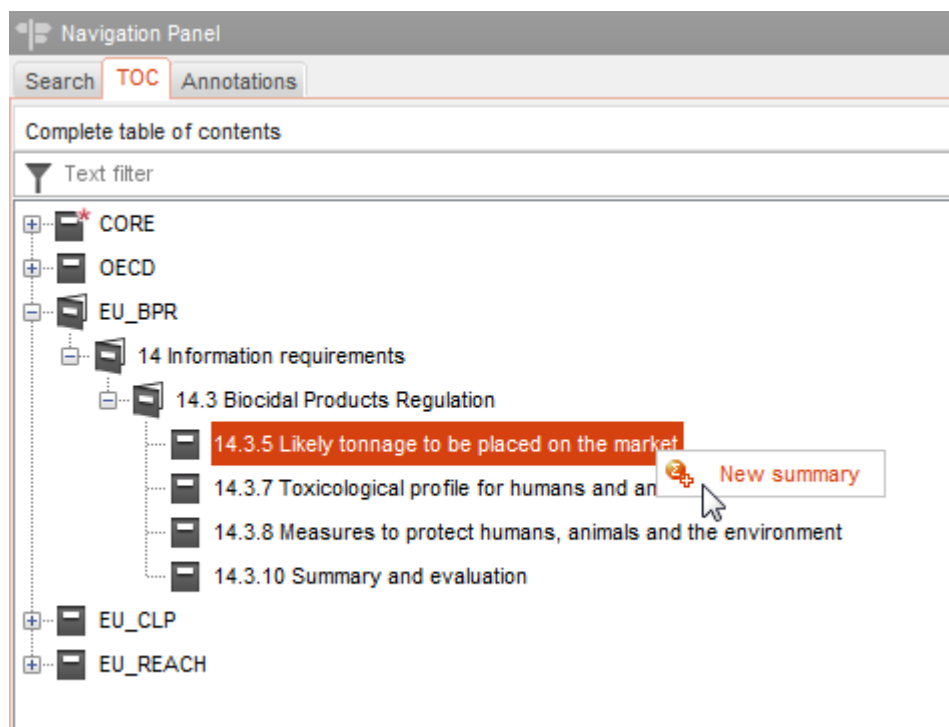 Navigation Panel
Search TOC Annotations
Complete table of contents
Text filter
CORE
OECD
EU_BPR
14 Information requirements
14.3 Biocidal Products Regulation
14.3.5 Likely tonnage to be placed on the market
New summary
14.3.7 Toxicological profile for humans and
14.3.8 Measures to protect humans, animals and the environment
14.3.10 Summary and evaluation
EU_CLP
EU_REACH